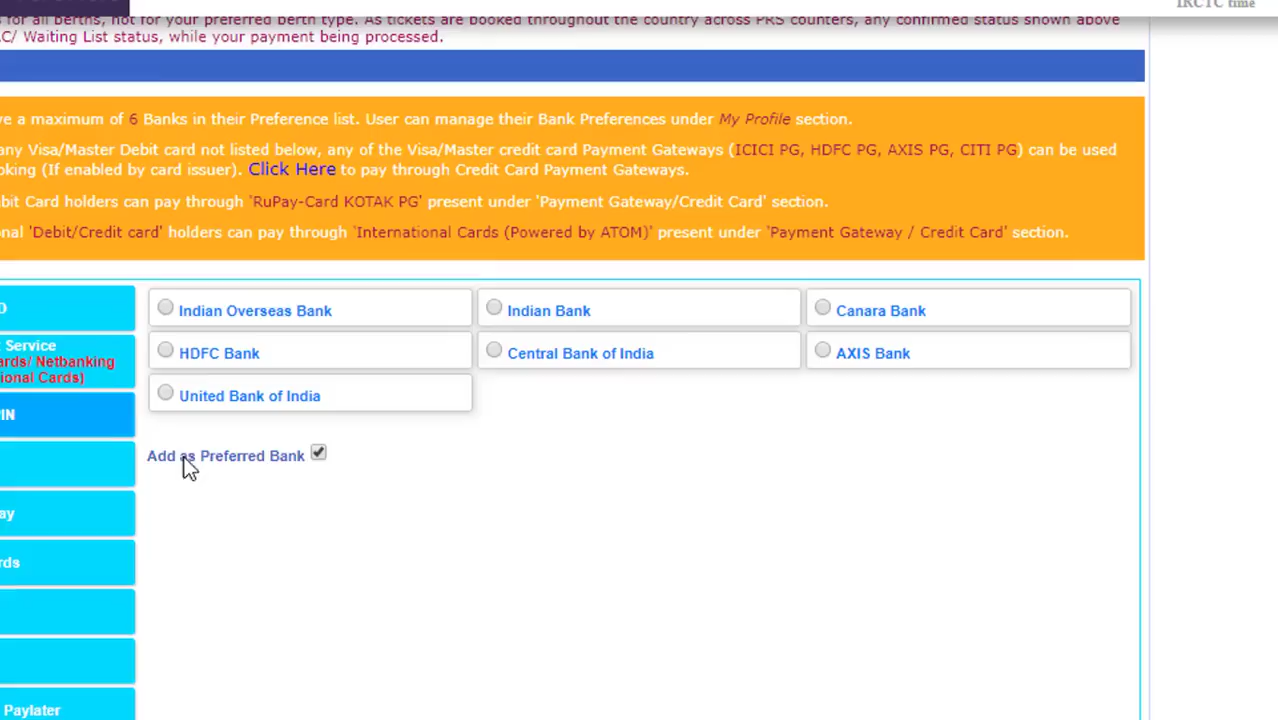 IRCTC time
s for all berths, not for your preferred berth type. As tickets are booked throughout the country across PRS counters, any confirmed status shown above
C/ Waiting List status, while your payment being processed.
ve a maximum of 6 Banks in their Preference list. User can manage their Bank Preferences under My Profile section.
any Visa/Master Debit card not listed below, any of the Visa/Master credit card Payment Gateways (ICICI PG, HDFC PG, AXIS PG, CITI PG) can be used
oking (If enabled by card issuer). Click Here to pay through Credit Card Payment Gateways.
bit Card holders can pay through 'RuPay-Card KOTAK PG' present under 'Payment Gateway/Credit Card' section.
onal 'Debit/Credit card' holders can pay through 'International Cards (Powered by ATOM)' present under 'Payment Gateway / Credit Card' section.
D
Service
ards/ Netbanking
ional Cards)
PIN
ay
rds
Paylater
Indian Overseas Bank
Indian Bank
Canara Bank
HDFC Bank
Central Bank of India
AXIS Bank
United Bank of India
Add as Preferred Bank